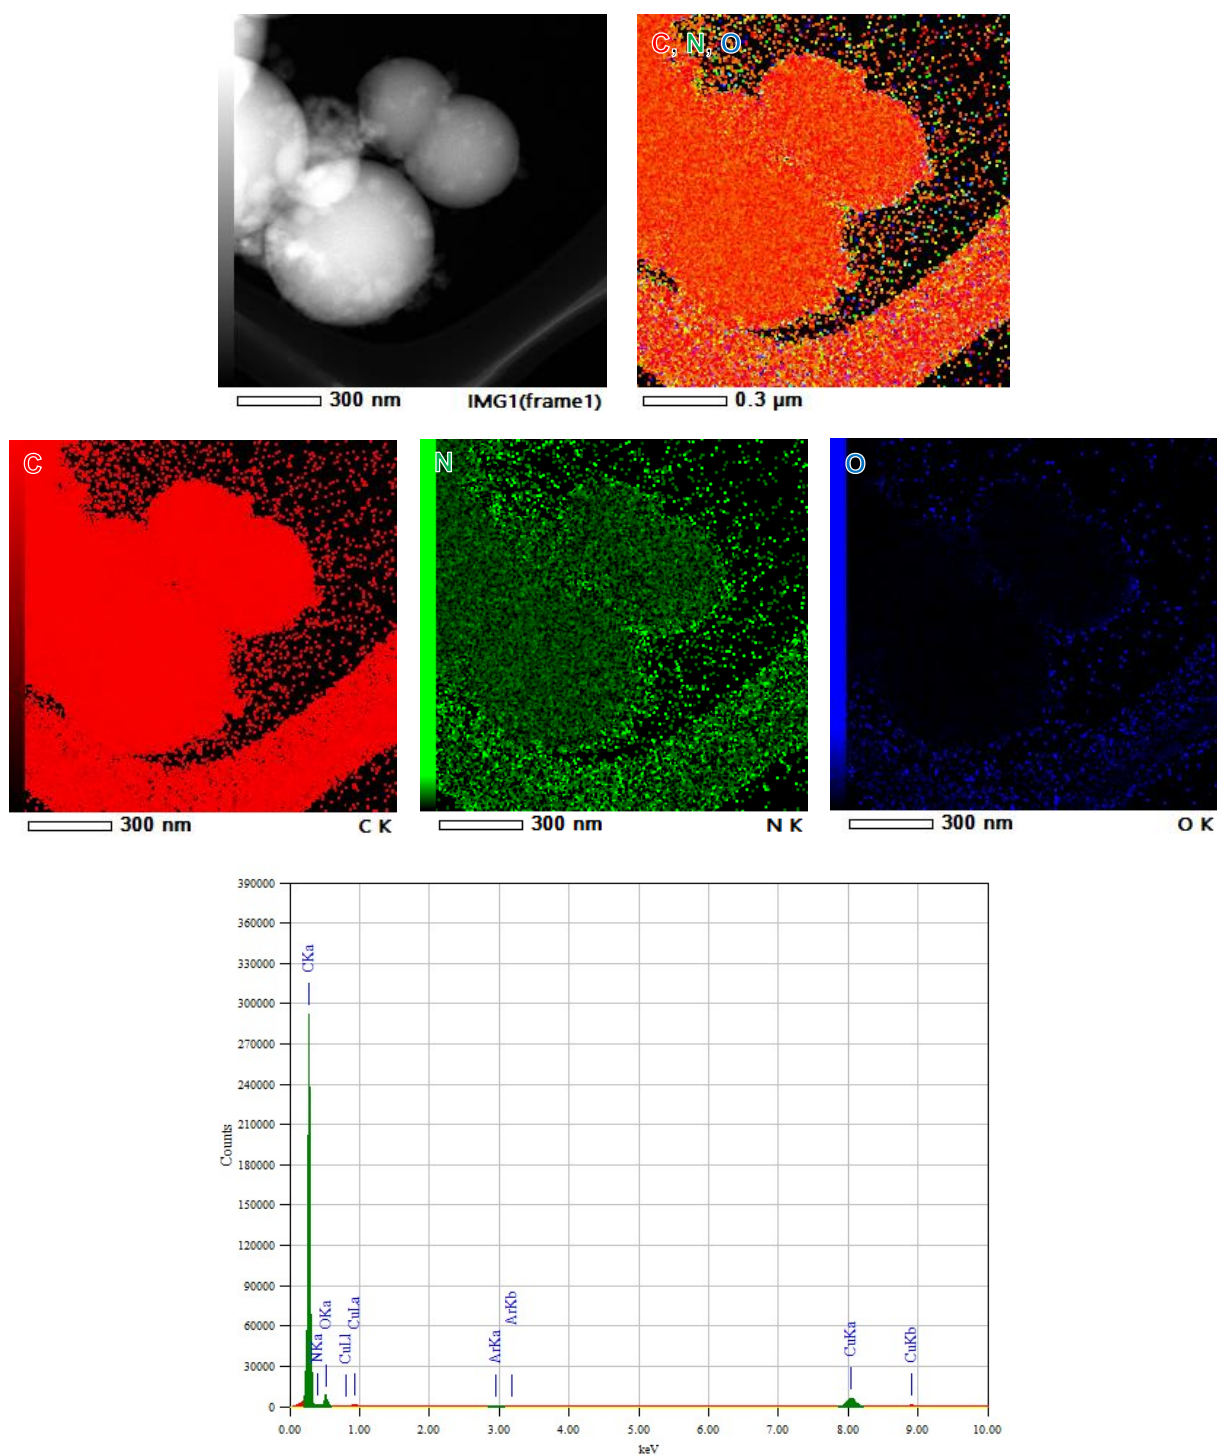 C, N, O
300 nm IMG1(frame1)
0.3 µm
C
N
O
300 nm C K
300 nm N K
300 nm O K
390000
360000
330000
300000
270000
240000
210000
180000
150000
120000
90000
60000
30000
0
Counts
CKa
NKa
OKa
CuLl
CuLa
ArKa
ArKb
CuKa
CuKb
0.00 1.00 2.00 3.00 4.00 5.00 6.00 7.00 8.00 9.00 10.00
keV